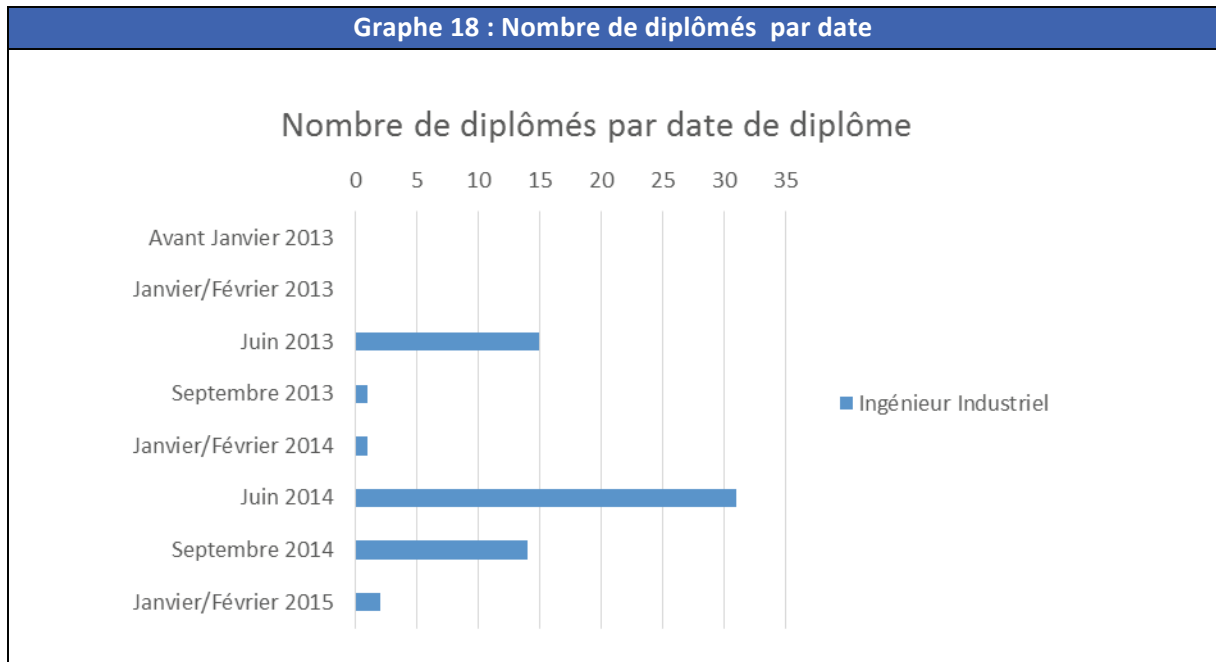 Graphe 18 : Nombre de diplômés par date
Nombre de diplômés par date de diplôme
0 5 10 15 20 25 30 35
Avant Janvier 2013
Janvier/Février 2013
Juin 2013
Septembre 2013
Janvier/Février 2014
Juin 2014
Septembre 2014
Janvier/Février 2015
Ingénieur Industriel